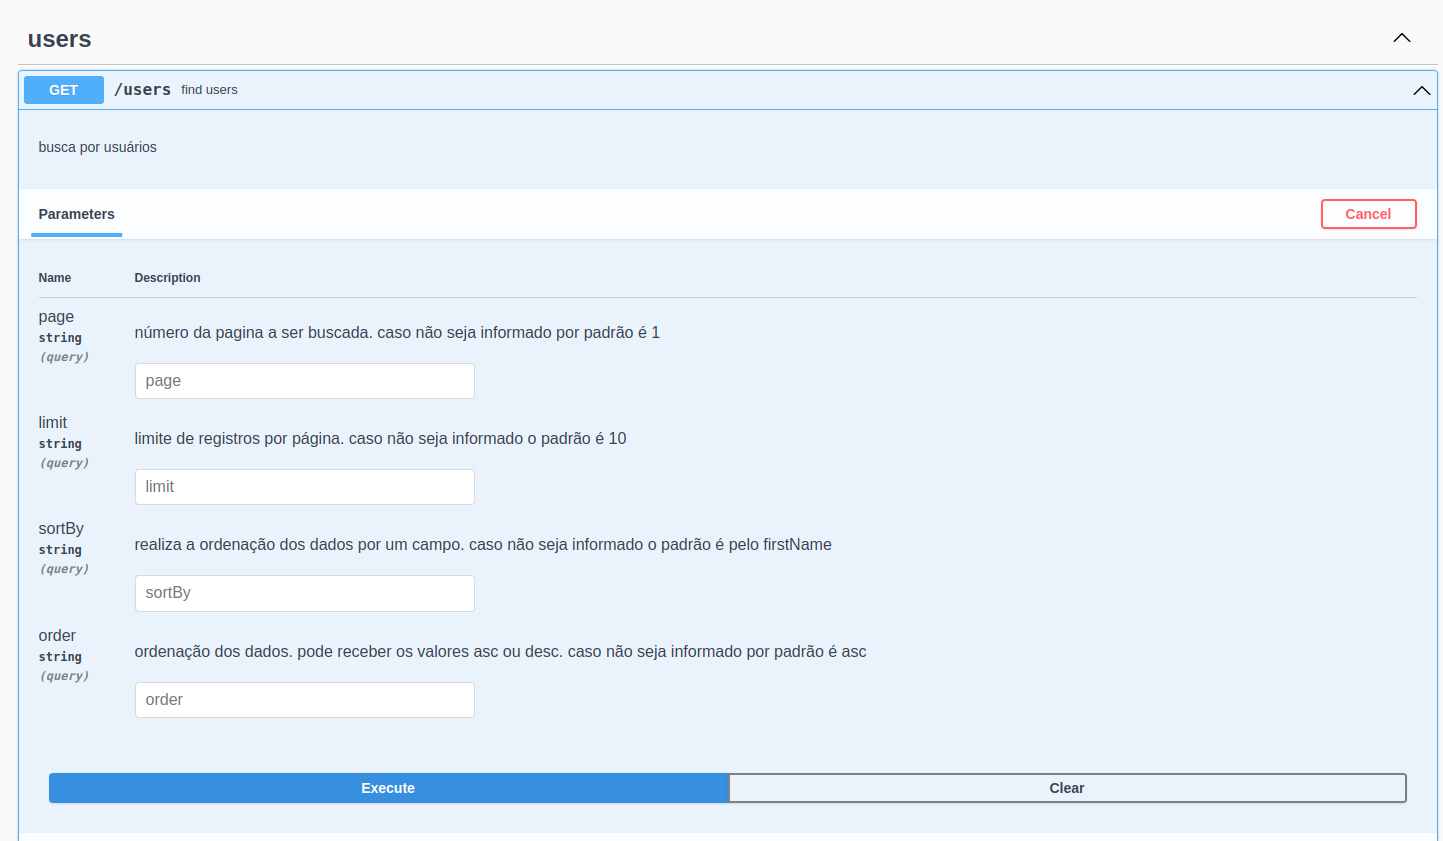 users
GET /users find users
busca por usuários
Parameters Cancel
Name Description
page
string
(query)
número da pagina a ser buscada. caso não seja informado por padrão é 1
page
limit
string
(query)
limite de registros por página. caso não seja informado o padrão é 10
limit
sortBy
string
(query)
realiza a ordenação dos dados por um campo. caso não seja informado o padrão é pelo firstName
sortBy
order
string
(query)
ordenação dos dados. pode receber os valores asc ou desc. caso não seja informado por padrão é asc
order
Execute Clear